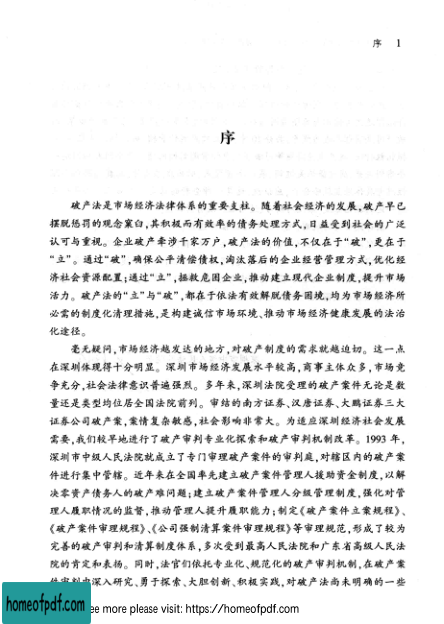 序 1
序
破产法是市场经济法律体系的重要支柱。随着社会经济的发展,破产早已
摆脱惩罚的观念窠臼,其积极而有效率的债务处理方式,日益受到社会的广泛
认可与重视。企业破产牵涉千家万户,破产法的价值,不仅在于“破”,更在于
“立”。通过“破”,确保公平清偿债权,淘汰落后的企业经营管理方式,优化经
济社会资源配置;通过“立”,拯救危困企业,推动建立现代企业制度,提升市场
活力。破产法的“立”与“破”,都在于依法有效解脱债务困境,均为市场经济所
必需的制度化清理措施,是构建诚信市场环境、推动市场经济健康发展的法治
化途径。
毫无疑问,市场经济越发达的地方,对破产制度的需求就越迫切。这一点
在深圳体现得十分明显。深圳市场经济发展水平较高,商事主体众多,市场竞
争充分,社会法律意识普遍强烈。多年来,深圳法院受理的破产案件无论是数
量还是类型均位居全国法院前列。审结的南方证券、汉唐证券、大鹏证券三大
证券公司破产案,案情复杂敏感,社会影响非常大。为适应深圳经济社会发展
需要,我们较早地进行了破产审判专业化探索和破产审判机制改革。1993 年,
深圳市中级人民法院就成立了专门审理破产案件的审判庭,对辖区内的破产案
件进行集中管辖。近年来在全国率先建立破产案件管理人援助资金制度,以解
决零资产债务人的破产难问题;建立破产案件管理人分级管理制度,强化对管
理人履职情况的监督,推动管理人提升履职能力;制定《破产案件立案规程》、
《破产案件审理规程》、《公司强制清算案件审理规程》等审理规范,形成了较为
完善的破产审判和清算制度体系,多次受到最高人民法院和广东省高级人民法
院的肯定和表扬。同时,法官们依托专业化、规范化的破产审判机制,在破产案
件审判中深入研究、勇于探索、大胆创新、积极实践,对破产法尚未明确的一些
homeofpdf.com
ee more please visit: https://homeofpdf.com